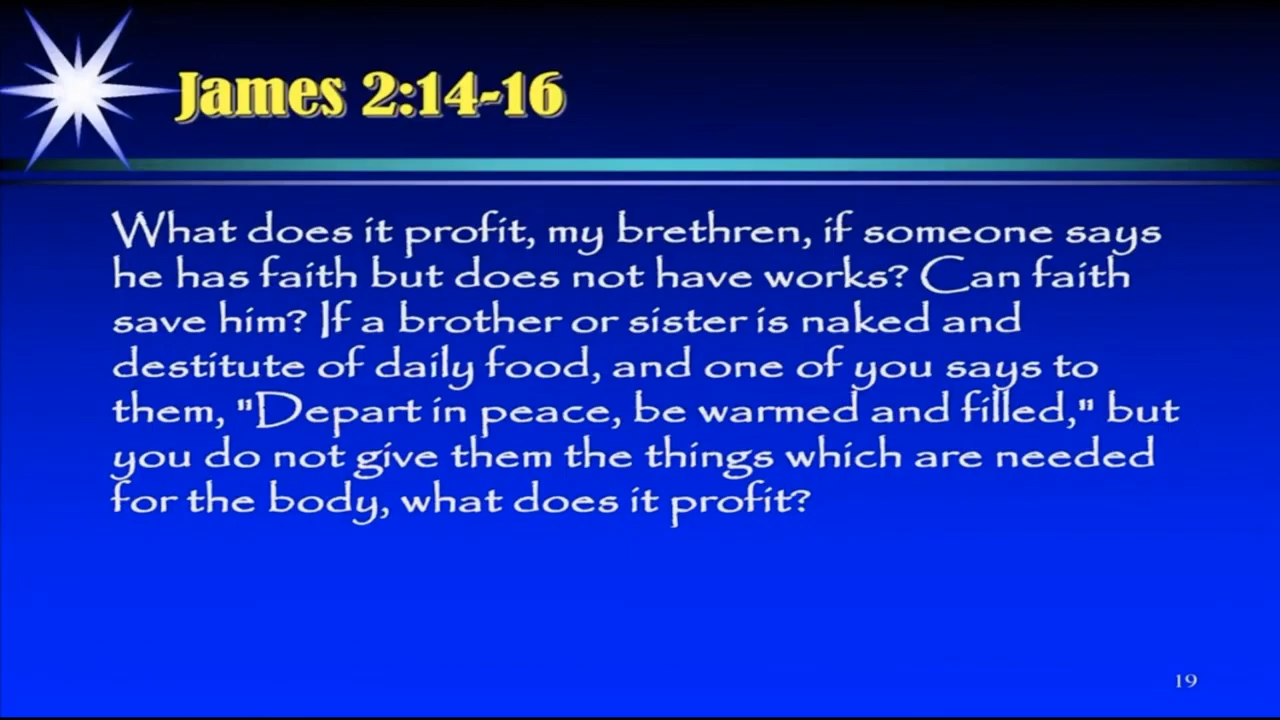 James 2:14-16
What does it profit, my brethren, if someone says
he has faith but does not have works? Can faith
save him? If a brother or sister is naked and
destitute of daily food, and one of you says to
them, "Depart in peace, be warmed and filled," but
you do not give them the things which are needed
for the body, what does it profit?
19